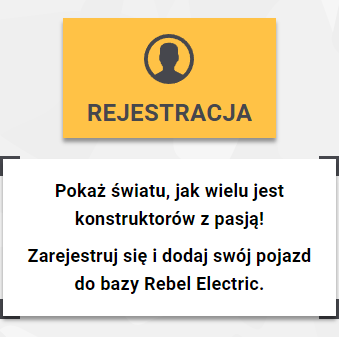 REJESTRACJA
Pokaż światu, jak wielu jest
konstruktorów z pasją!
Zarejestruj się i dodaj swój pojazd
do bazy Rebel Electric.